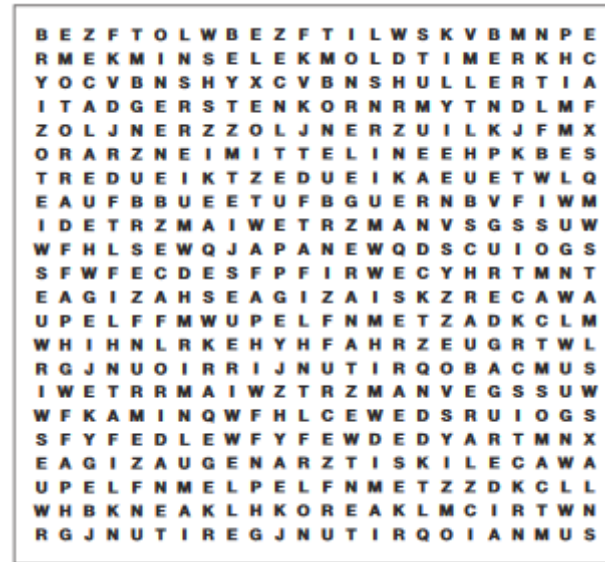 B E Z F T O L W B E Z F T I L W S K V B M N P E
R M E K M I N S E L E K M O L D T I M E R K H C
Y O C V B N S H Y X C V B N S H U L L E R T I A
I T A D G E R S T E N K O R N R M Y T N D L M F
Z O L J N E R Z Z O L J N E R Z U I L K J F M X
O R A R Z N E I M I T T E L I N E E H P K B E S
T R E D U E I K T Z E D U E I K A E U E T W L Q
E A U F B B U E E T U F B G U E R N B V F I W M
I D E T R Z M A I W E T R Z M A N V S G S S U W
W F H L S E W Q J A P A N E W Q D S C U I O G S
S F W F E C D E S F P F I R W E C Y H R T M N T
E A G I Z A H S E A G I Z A I S K Z R E C A W A
U P E L F F M W U P E L F N M E T Z A D K C L M
W H I H N L R K E H Y H F A H R Z E U G R T W L
R G J N U O I R R I J N U T I R Q O B A C M U S
I W E T R R M A I W Z T R Z M A N V E G S S U W
W F K A M I N Q W F H L C E W E D S R U I O G S
S F Y F E D L E W F Y F E W D E D Y A R T M N X
E A G I Z A U G E N A R Z T I S K I L E C A W A
U P E L F N M E L P E L F N M E T Z Z D K C L L
W H B K N E A K L H K O R E A K L M C I R T W N
R G J N U T I R E G J N U T I R Q O I A N M U S